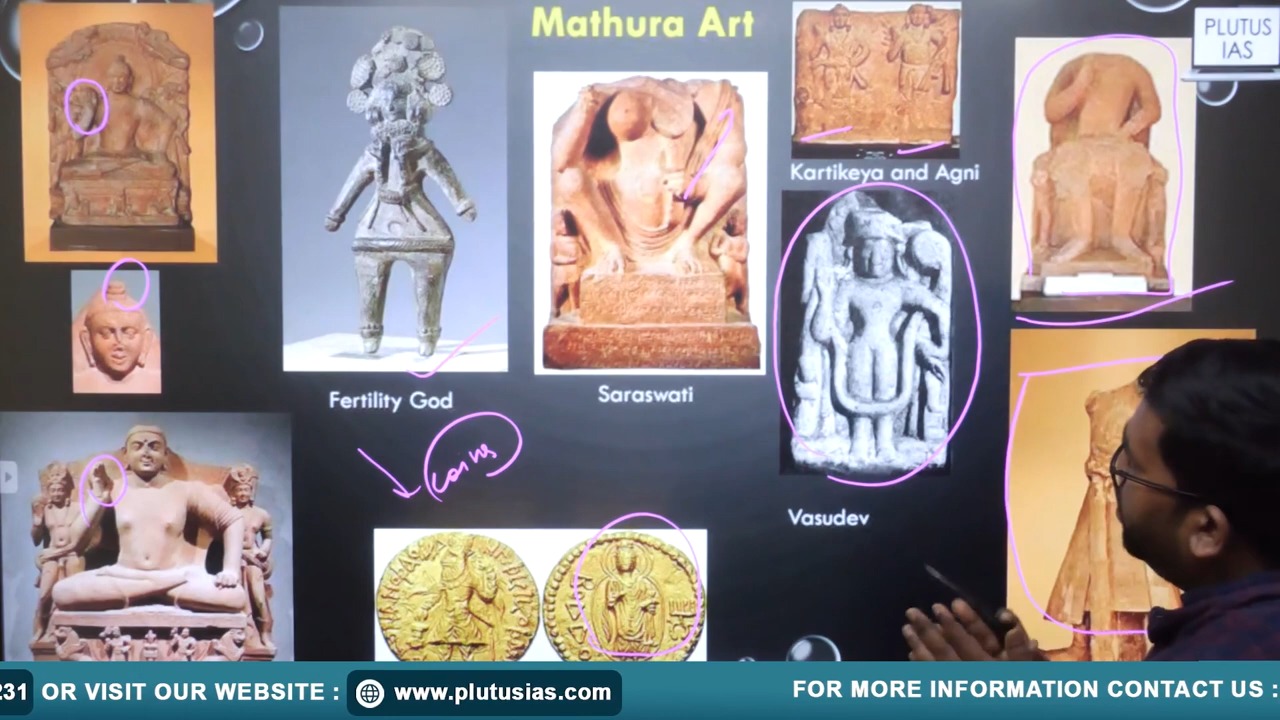 Mathura Art
PLUTUS
IAS
Kartikeya and Agni
Fertility God
Saraswati
coins
Vasudev
231 OR VISIT OUR WEBSITE : www.plutusias.com
FOR MORE INFORMATION CONTACT US :